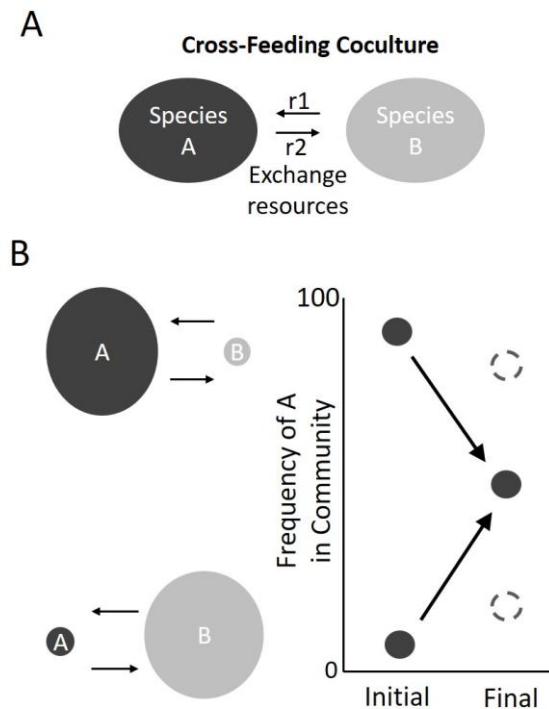 A
Cross-Feeding Coculture
Species
A
r1
r2
Species
B
Exchange
resources
B
A
B
A
B
100
Frequency of A
in Community
0
Initial
Final